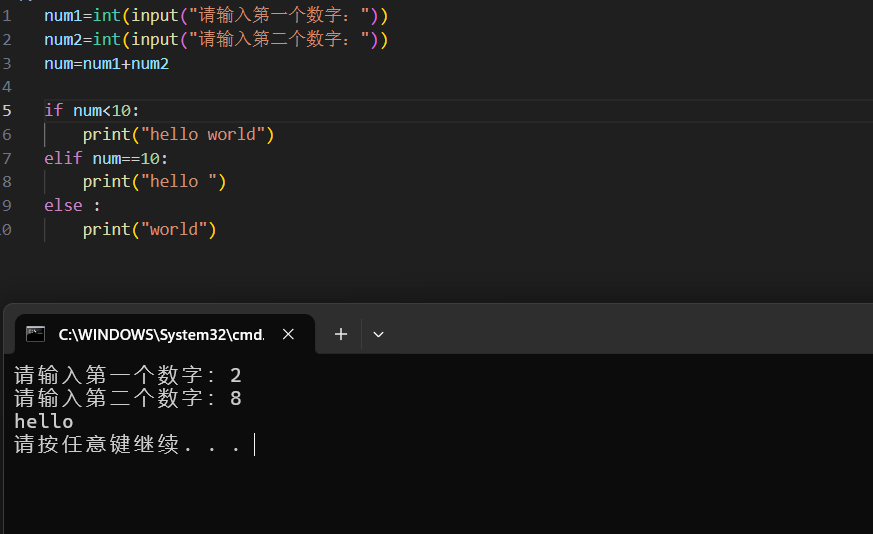 1 num1=int(input("请输入第一个数字："))
2 num2=int(input("请输入第二个数字："))
3 num=num1+num2
4
5 if num<10:
6     print("hello world")
7 elif num==10:
8     print("hello ")
9 else :
10     print("world")
C:\WINDOWS\System32\cmd.
请输入第一个数字：2
请输入第二个数字：8
hello
请按任意键继续. . .